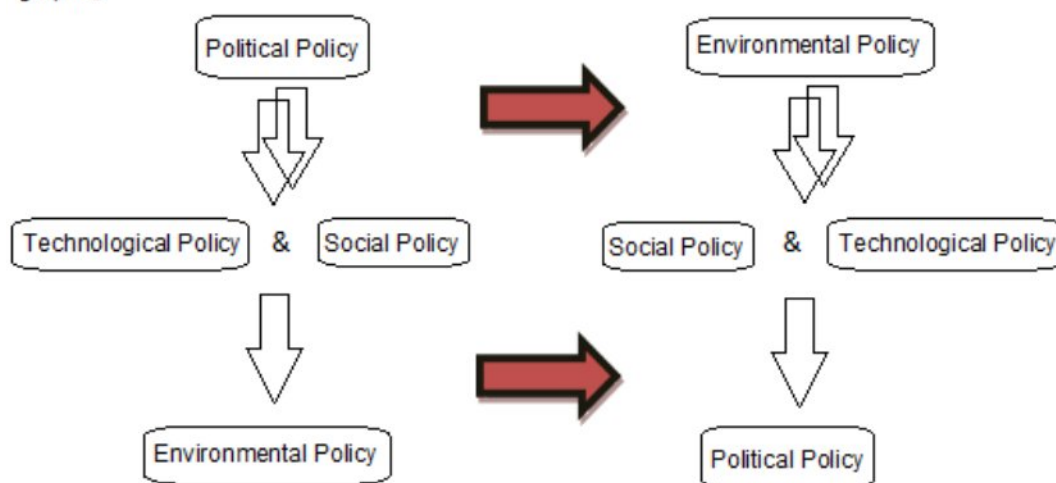 Political Policy
Environmental Policy
Technological Policy & Social Policy
Social Policy & Technological Policy
Environmental Policy
Political Policy